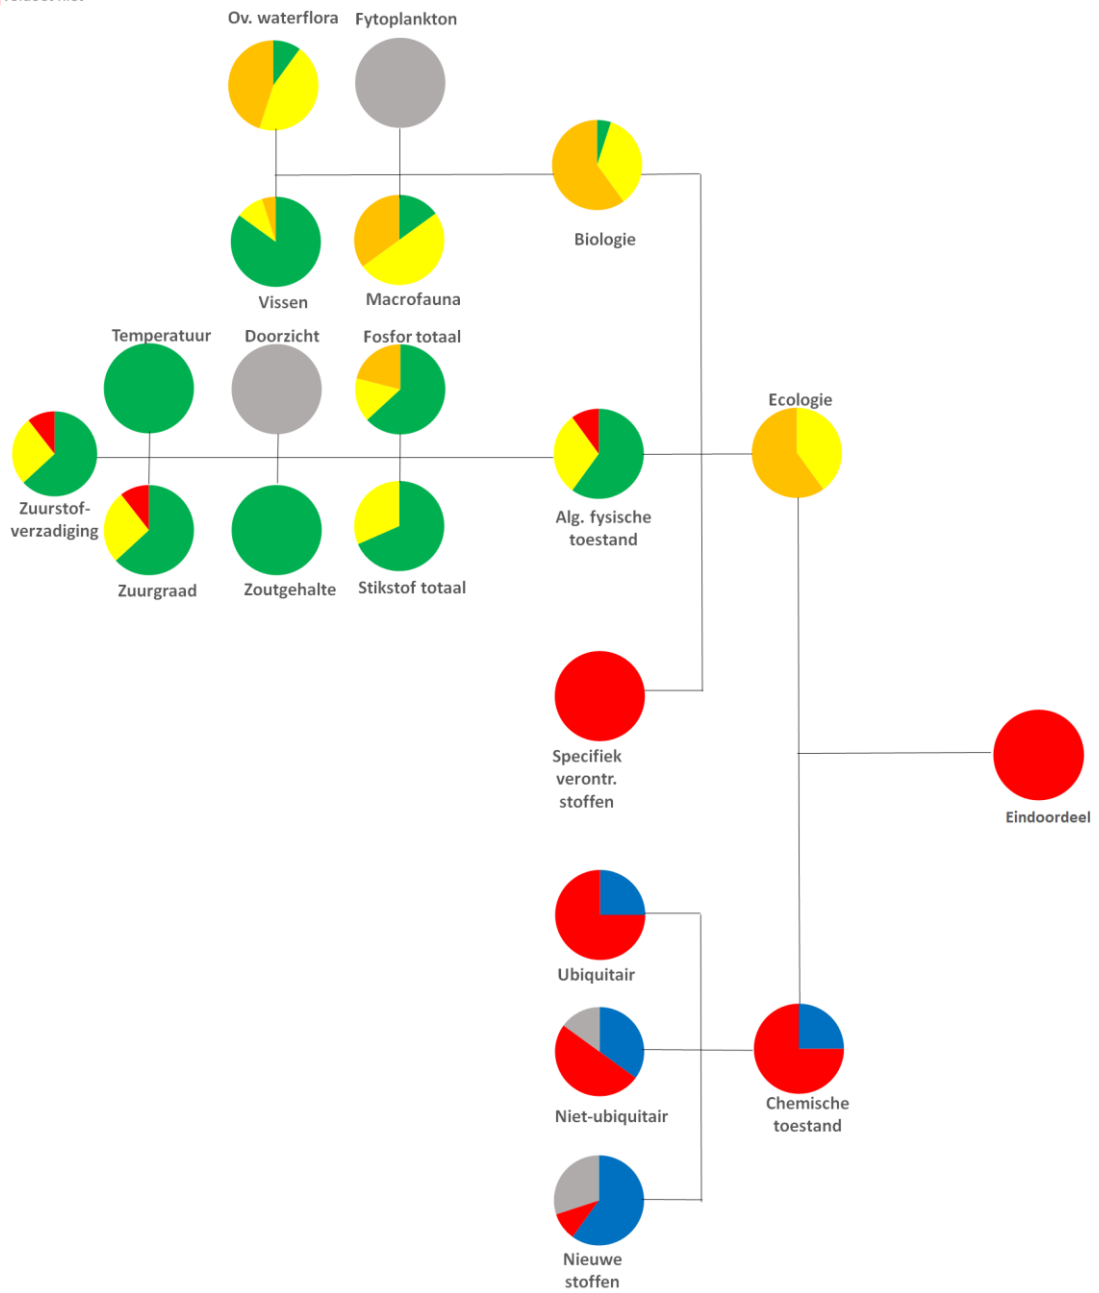 Ov. waterflora
Fytoplankton
Biologie
Vissen
Macrofauna
Temperatuur
Doorzicht
Fosfor totaal
Ecologie
Zuurstof-
verzadiging
Alg. fysische
toestand
Zuurgraad
Zoutgehalte
Stikstof totaal
Specifiek
verontr.
stoffen
Eindoordeel
Ubiquitair
Niet-ubiquitair
Chemische
toestand
Nieuwe
stoffen